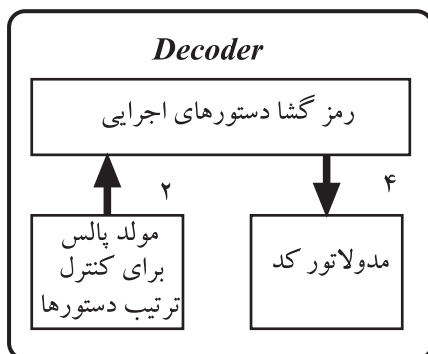 Decoder
رمز گشا دستورهای اجرایی
۲
۴
مولد پالس
برای کنترل
ترتیب دستورها
مدولاتور کد